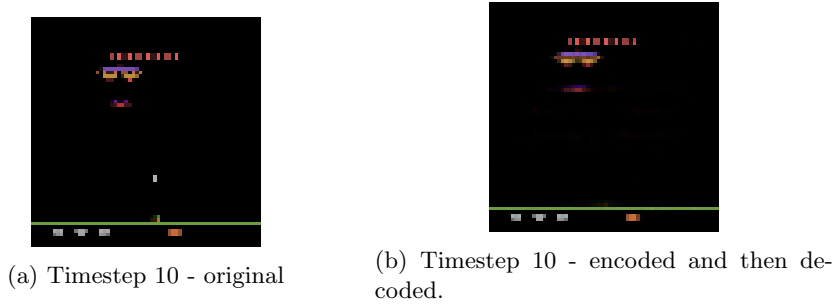 (a) Timestep 10 - original
(b) Timestep 10 - encoded and then de-
coded.